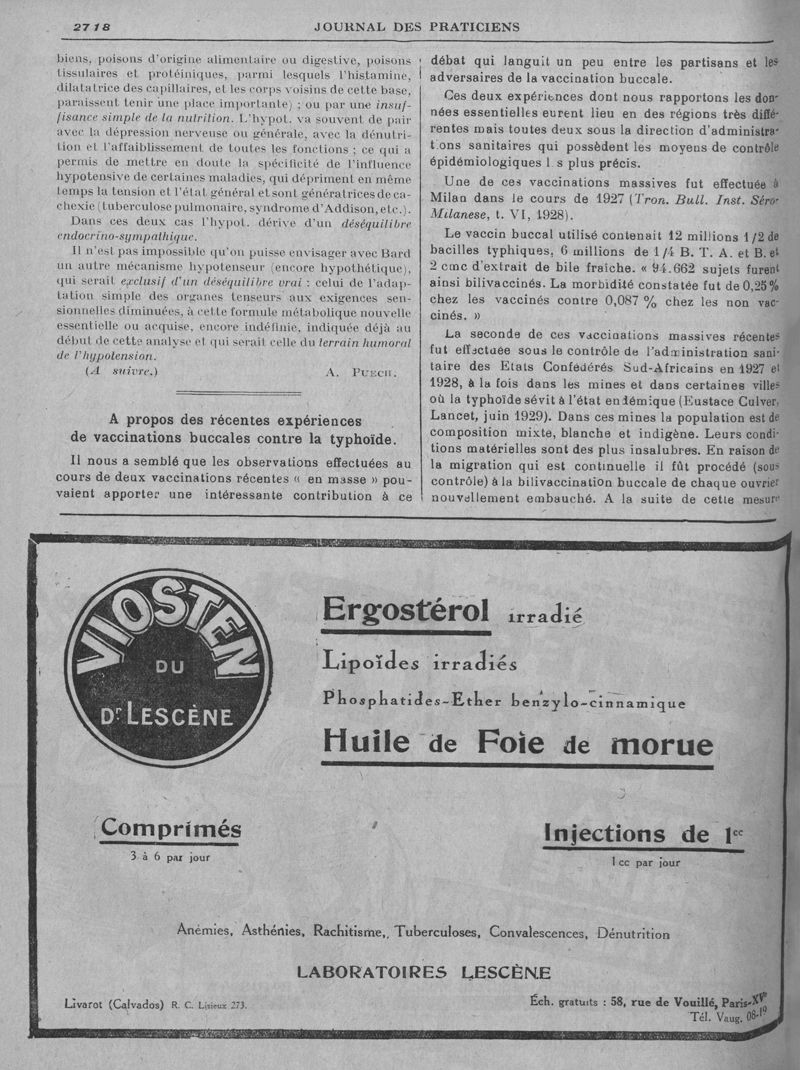 2718
JOURNAL DES PRATICIENS
biens, poisons d'origine alimentaire ou digestive, poisons
tissulaires et protéiniques, parmi lesquels l'histamine,
dilatatrice des capillaires, et les corps voisins de cette base,
paraissent tenir une place importante) ; ou par une insuf-
fisance simple de la nutrition. L'hypot. va souvent de pair
avec la dépression nerveuse ou générale, avec la dénutri-
tion et l'affaiblissement de toutes les fonctions ; ce qui a
permis de mettre en doute la spécificité de l'influence
hypotensive de certaines maladies, qui dépriment en même
temps la tension et l'état général et sont génératrices de ca-
chexie (tuberculose pulmonaire, syndrome d'Addison, etc.).
Dans ces deux cas l'hypot. dérive d'un déséquilibre
endocrino-sympathique.
Il n'est pas impossible qu'on puisse envisager avec Bard
un autre mécanisme hypotenseur (encore hypothétique),
qui serait exclusif d'un déséquilibre vrai : celui de l'adap-
tation simple des organes tenseurs aux exigences sen-
sionnelles diminuées, à cette formule métabolique nouvelle
essentielle ou acquise, encore indéfinie, indiquée déjà au
début de cette analyse et qui serait celle du terrain humoral
de l'hypotension.
(A suivre.) A. PUECH.
A propos des récentes expériences
de vaccinations buccales contre la typhoïde.
Il nous a semblé que les observations effectuées au
cours de deux vaccinations récentes « en masse » pou-
vaient apporter une intéressante contribution à ce
débat qui languit un peu entre les partisans et les
adversaires de la vaccination buccale.
Ces deux expériences dont nous rapportons les don-
nées essentielles eurent lieu en des régions très diffé-
rentes mais toutes deux sous la direction d'administra-
t.ons sanitaires qui possèdent les moyens de contrôle
épidémiologiques l s plus précis.
Une de ces vaccinations massives fut effectuée à
Milan dans le cours de 1927 (Tron. Bull. Inst. Séro-
Milanese, t. VI, 1928).
Le vaccin buccal utilisé contenait 12 millions 1/2 de
bacilles typhiques, 6 millions de 1/4 B. T. A. et B. et
2 cmc d'extrait de bile fraîche. « 94.662 sujets furent
ainsi bilivaccinés. La morbidité constatée fut de 0,25 %
chez les vaccinés contre 0,087 % chez les non vac-
cinés. »
La seconde de ces vaccinations massives récentes
fut effectuée sous le contrôle de l'administration sani-
taire des Etats Confédérés Sud-Africains en 1927 et
1928, à la fois dans les mines et dans certaines villes
où la typhoïde sévit à l'état endémique (Eustace Culver,
Lancet, juin 1929). Dans ces mines la population est de
composition mixte, blanche et indigène. Leurs condi-
tions matérielles sont des plus insalubres. En raison de
la migration qui est continuelle il fût procédé (sous
contrôle) à la bilivaccination buccale de chaque ouvrier
nouvellement embauché. A la suite de cette mesure
VIOSTEN
DU
Dr LESCÈNE
Ergostérol irradié
Lipoïdes irradiés
Phosphatides-Ether benzylo-cinnamique
Huile de Foie de morue
Comprimés
3 à 6 par jour
Injections de 1cc
1 cc par jour
Anémies, Asthénies, Rachitisme, Tuberculoses, Convalescences, Dénutrition
LABORATOIRES LESCÈNE
Livarot (Calvados) R. C. Lisieux 273.
Éch. gratuits : 58, rue de Vouillé, Paris-XVe
Tél. Vaug. 08-19